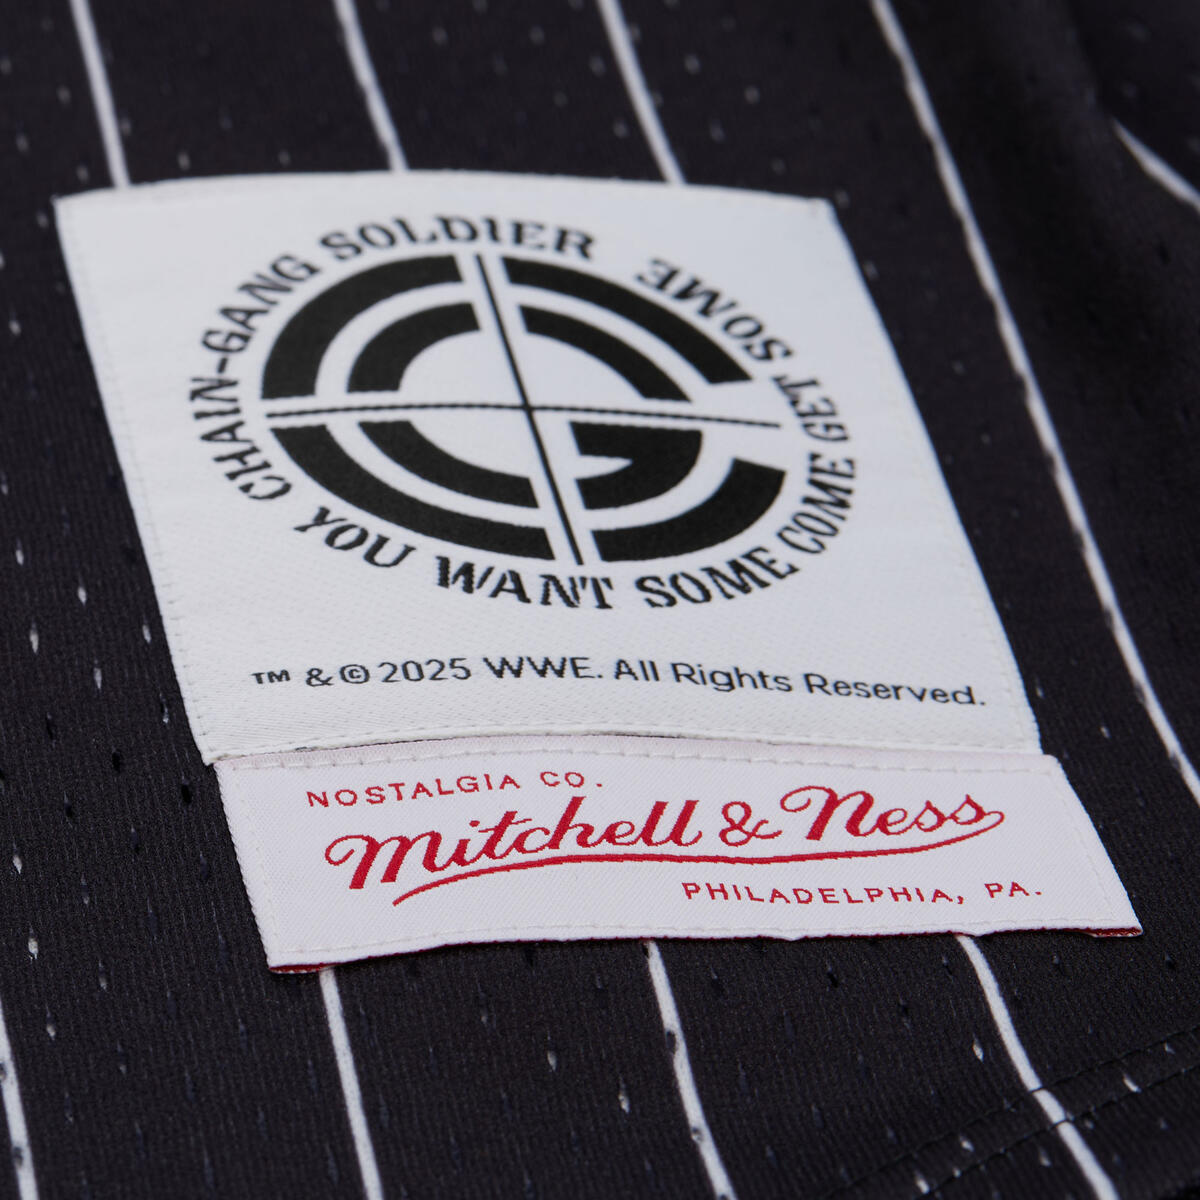 CHAIN-GANG SOLDIER
YOU WANT SOME COME GET SOME
CG
™ & © 2025 WWE. All Rights Reserved.
NOSTALGIA CO.
Mitchell & Ness
PHILADELPHIA, PA.